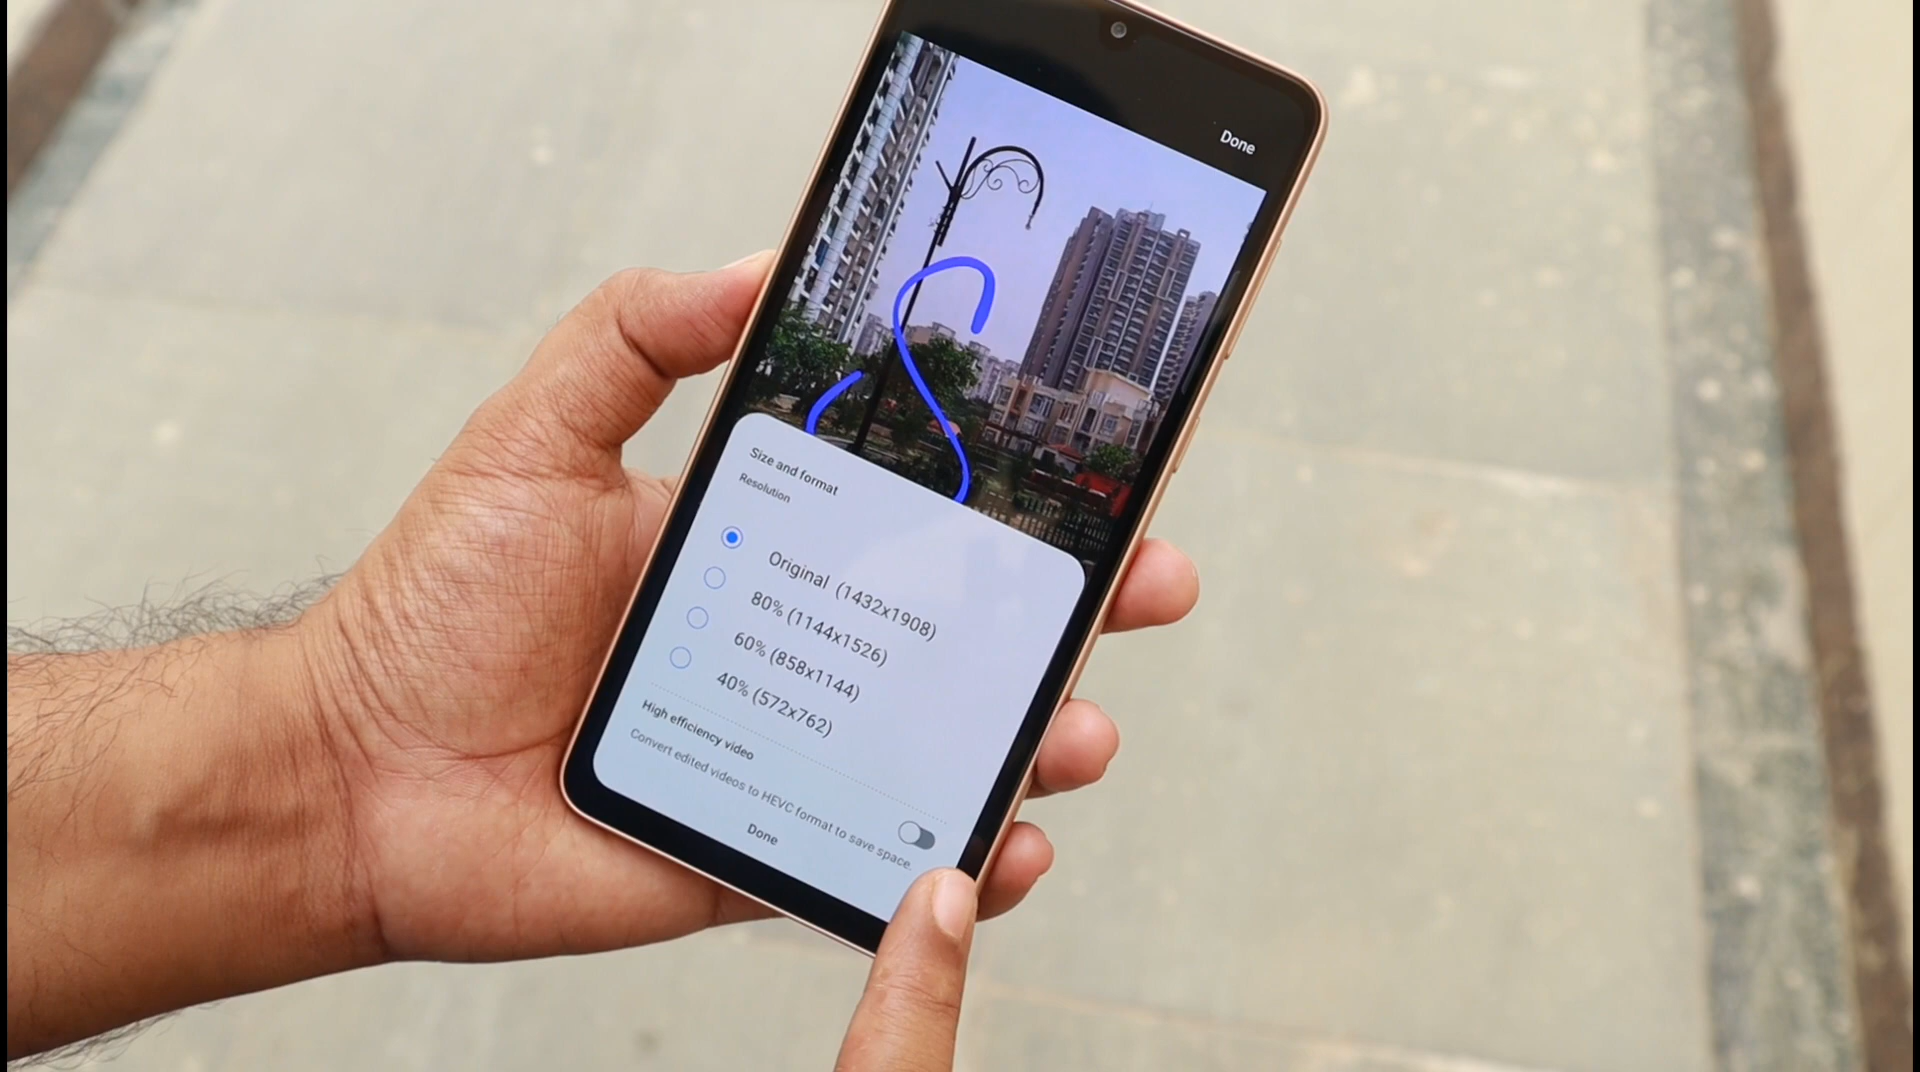 Done
Size and format
Resolution
Original (1432x1908)
80% (1144x1526)
60% (858x1144)
40% (572x762)
High efficiency video
Convert edited videos to HEVC format to save space.
Done